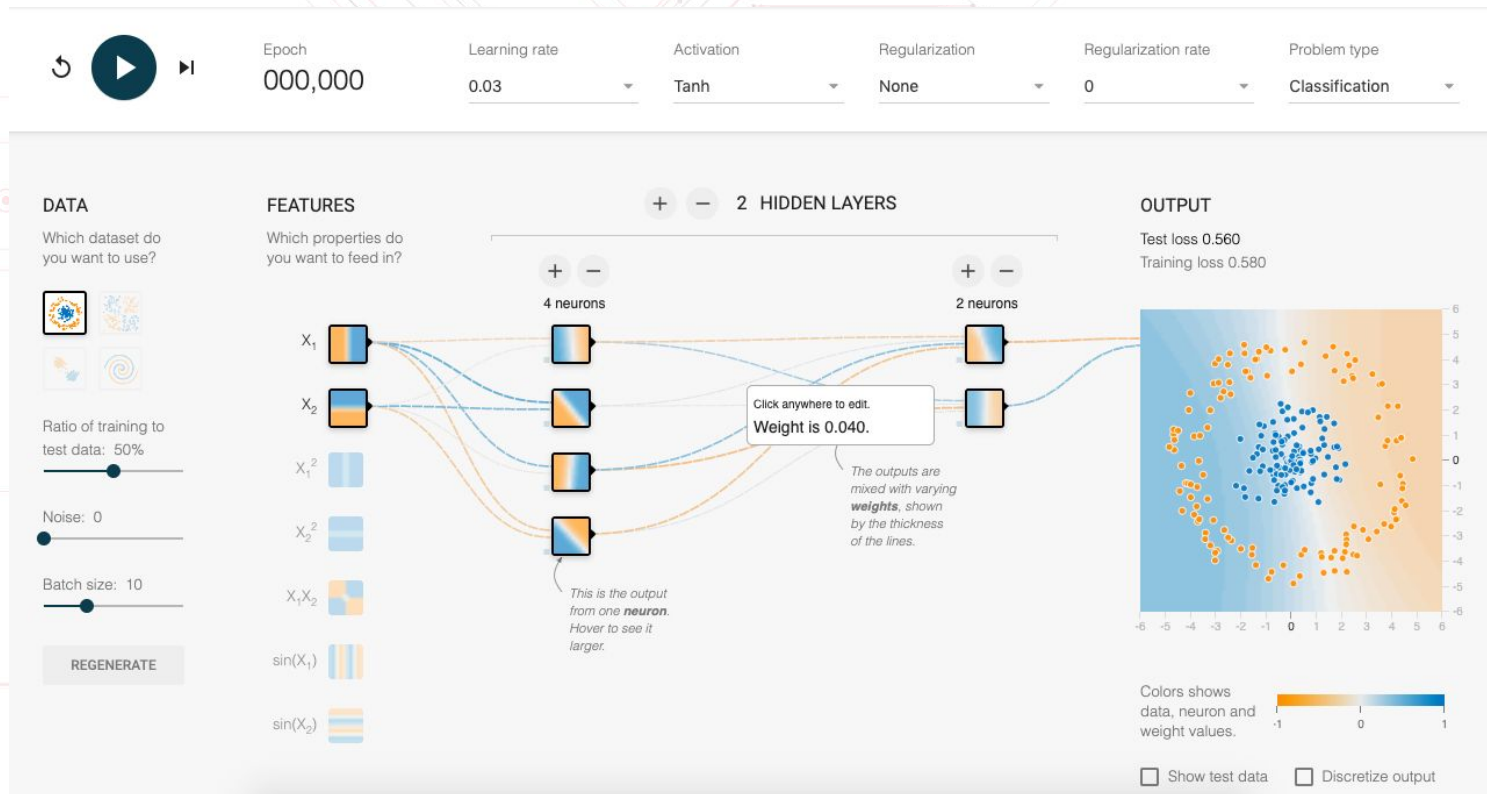 Epoch
000,000
Learning rate
0.03
Activation
Tanh
Regularization
None
Regularization rate
0
Problem type
Classification
DATA
Which dataset do
you want to use?
Ratio of training to
test data: 50%
Noise: 0
Batch size: 10
REGENERATE
FEATURES
Which properties do
you want to feed in?
X₁
X₂
X₁²
X₂²
X₁X₂
sin(X₁)
sin(X₂)
+ − 2 HIDDEN LAYERS
+ −
4 neurons
+ −
2 neurons
Click anywhere to edit.
Weight is 0.040.
The outputs are
mixed with varying
weights, shown
by the thickness
of the lines.
This is the output
from one neuron.
Hover to see it
larger.
OUTPUT
Test loss 0.560
Training loss 0.580
6
5
4
3
2
1
0
-1
-2
-3
-4
-5
-6
-6 -5 -4 -3 -2 -1 0 1 2 3 4 5 6
Colors shows
data, neuron and
weight values.
-1 0 1
Show test data
Discretize output